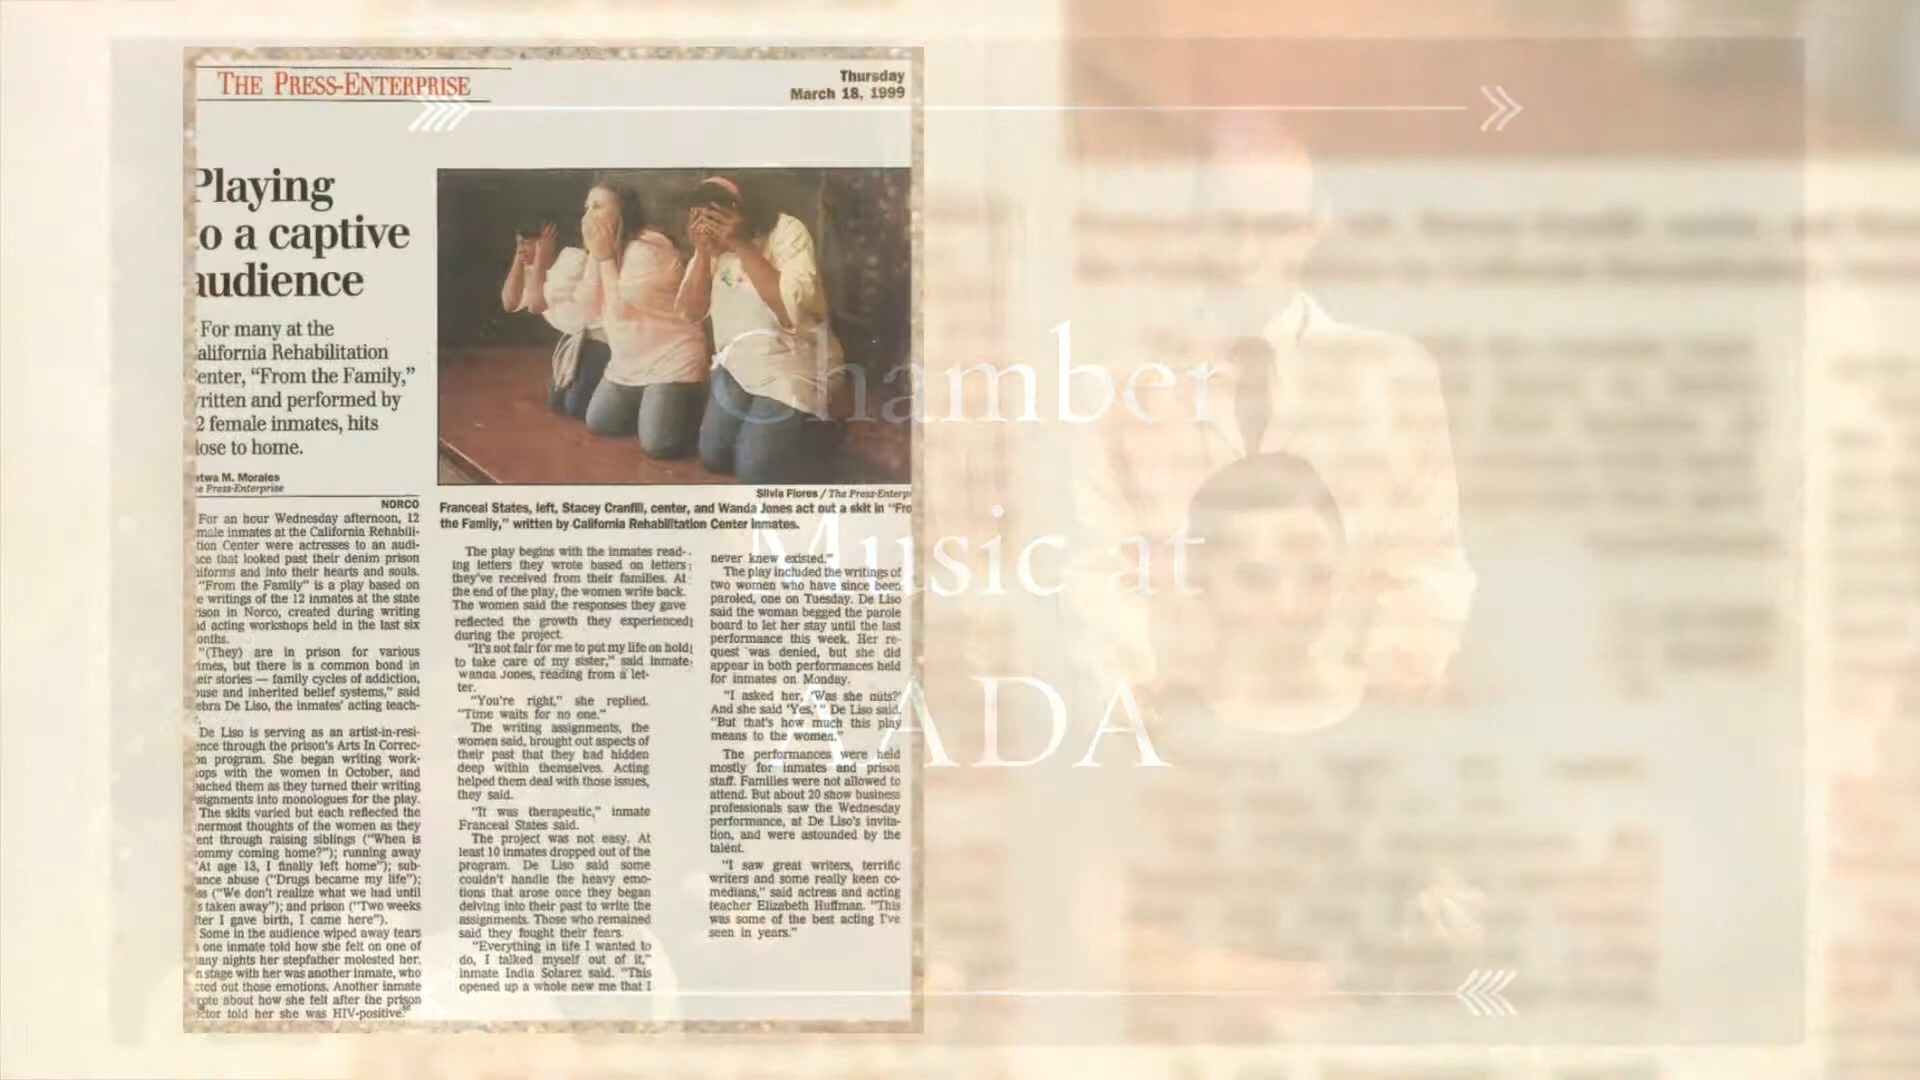 THE PRESS-ENTERPRISE
Thursday
March 18, 1999
Playing
o a captive
audience
For many at the
alifornia Rehabilitation
enter, “From the Family,”
ritten and performed by
2 female inmates, hits
lose to home.
twa M. Morales
e Press-Enterprise
NORCO
For an hour Wednesday afternoon, 12
male inmates at the California Rehabili-
tion Center were actresses to an audi-
ce that looked past their denim prison
iforms and into their hearts and souls.
“From the Family” is a play based on
e writings of the 12 inmates at the state
ison in Norco, created during writing
d acting workshops held in the last six
onths.
"(They) are in prison for various
imes, but there is a common bond in
eir stories — family cycles of addiction,
use and inherited belief systems," said
ebra De Liso, the inmates' acting teach-
De Liso is serving as an artist-in-resi-
ence through the prison's Arts In Correc-
n program. She began writing work-
ops with the women in October, and
ached them as they turned their writing
signments into monologues for the play.
The skits varied but each reflected the
nermost thoughts of the women as they
ent through raising siblings ("When is
ommy coming home?"); running away
"At age 13, I finally left home"); sub-
ance abuse ("Drugs became my life");
ss ("We don't realize what we had until
s taken away"); and prison ("Two weeks
ter I gave birth, I came here").
Some in the audience wiped away tears
one inmate told how she felt on one of
any nights her stepfather molested her.
n stage with her was another inmate, who
cted out those emotions. Another inmate
ote about how she felt after the prison
ctor told her she was HIV-positive.
Silvia Flores / The Press-Enterpr
Franceal States, left, Stacey Cranfill, center, and Wanda Jones act out a skit in "Fro
the Family," written by California Rehabilitation Center inmates.
The play begins with the inmates read-
ing letters they wrote based on letters
they've received from their families. At
the end of the play, the women write back.
The women said the responses they gave
reflected the growth they experienced
during the project.
"It's not fair for me to put my life on hold
to take care of my sister," said inmate
Wanda Jones, reading from a let-
ter.
"You're right," she replied.
"Time waits for no one."
The writing assignments, the
women said, brought out aspects of
their past that they had hidden
deep within themselves. Acting
helped them deal with those issues,
they said.
"It was therapeutic," inmate
Franceal States said.
The project was not easy. At
least 10 inmates dropped out of the
program. De Liso said some
couldn't handle the heavy emo-
tions that arose once they began
delving into their past to write the
assignments. Those who remained
said they fought their fears.
"Everything in life I wanted to
do, I talked myself out of it,"
inmate India Solarez said. "This
opened up a whole new me that I
never knew existed."
The play included the writings of
two women who have since been
paroled, one on Tuesday. De Liso
said the woman begged the parole
board to let her stay until the last
performance this week. Her re-
quest was denied, but she did
appear in both performances held
for inmates on Monday.
"I asked her, 'Was she nuts?'
And she said 'Yes,' " De Liso said.
"But that's how much this play
means to the women."
The performances were held
mostly for inmates and prison
staff. Families were not allowed to
attend. But about 20 show business
professionals saw the Wednesday
performance, at De Liso's invita-
tion, and were astounded by the
talent.
"I saw great writers, terrific
writers and some really keen co-
medians," said actress and acting
teacher Elizabeth Huffman. "This
was some of the best acting I've
seen in years."
Chamber
Music at
AADA